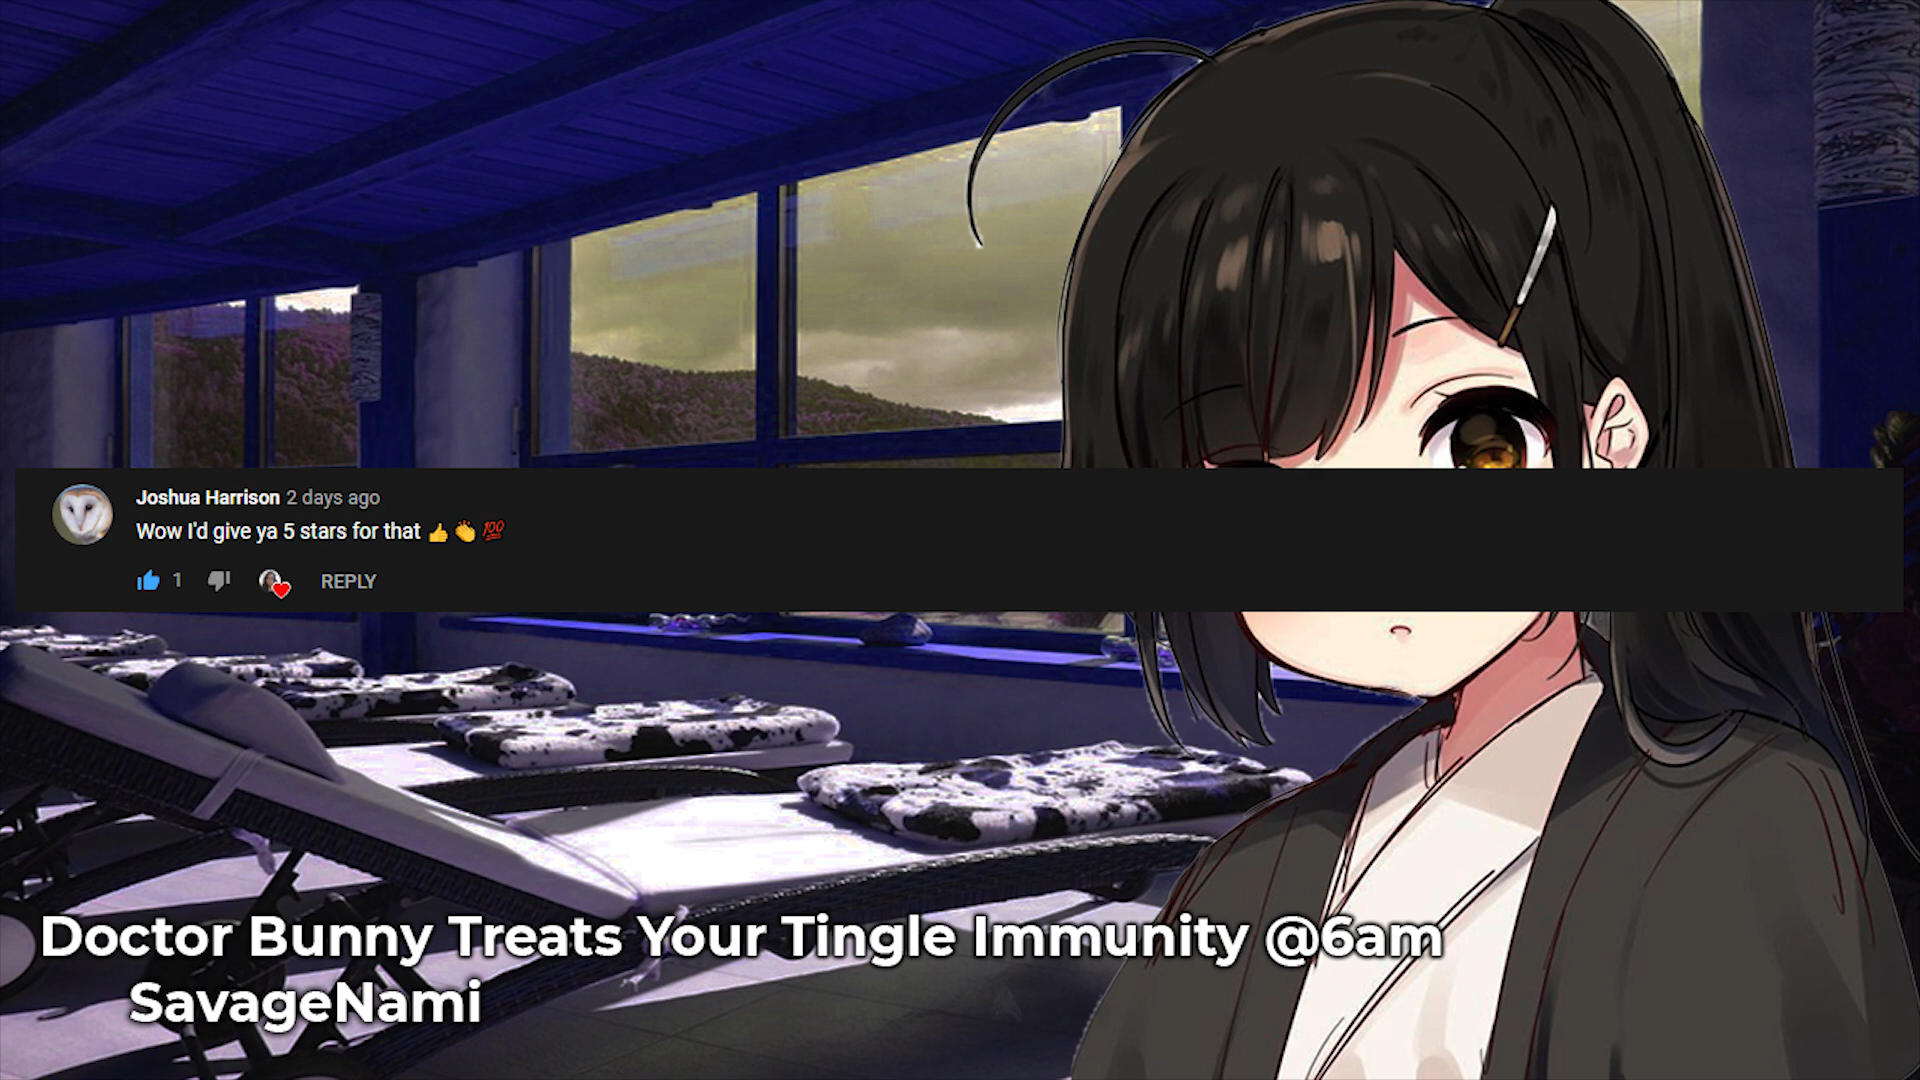 Joshua Harrison 2 days ago
Wow I'd give ya 5 stars for that 👍👏💯
1 REPLY
Doctor Bunny Treats Your Tingle Immunity @6am
SavageNami